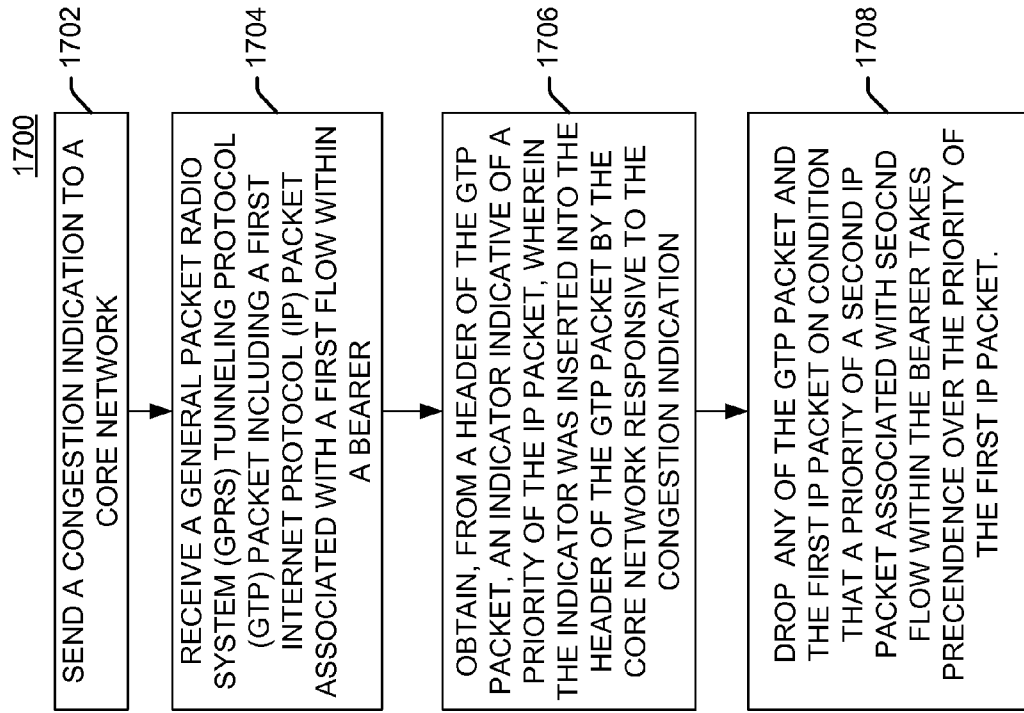 1700
1702
SEND A CONGESTION INDICATION TO A
CORE NETWORK
1704
RECEIVE A GENERAL PACKET RADIO
SYSTEM (GPRS) TUNNELING PROTOCOL
(GTP) PACKET INCLUDING A FIRST
INTERNET PROTOCOL (IP) PACKET
ASSOCIATED WITH A FIRST FLOW WITHIN
A BEARER
1706
OBTAIN, FROM A HEADER OF THE GTP
PACKET, AN INDICATOR INDICATIVE OF A
PRIORITY OF THE IP PACKET, WHEREIN
THE INDICATOR WAS INSERTED INTO THE
HEADER OF THE GTP PACKET BY THE
CORE NETWORK RESPONSIVE TO THE
CONGESTION INDICATION
1708
DROP ANY OF THE GTP PACKET AND
THE FIRST IP PACKET ON CONDITION
THAT A PRIORITY OF A SECOND IP
PACKET ASSOCIATED WITH SEOCND
FLOW WITHIN THE BEARER TAKES
PRECEDENCE OVER THE PRIORITY OF
THE FIRST IP PACKET.